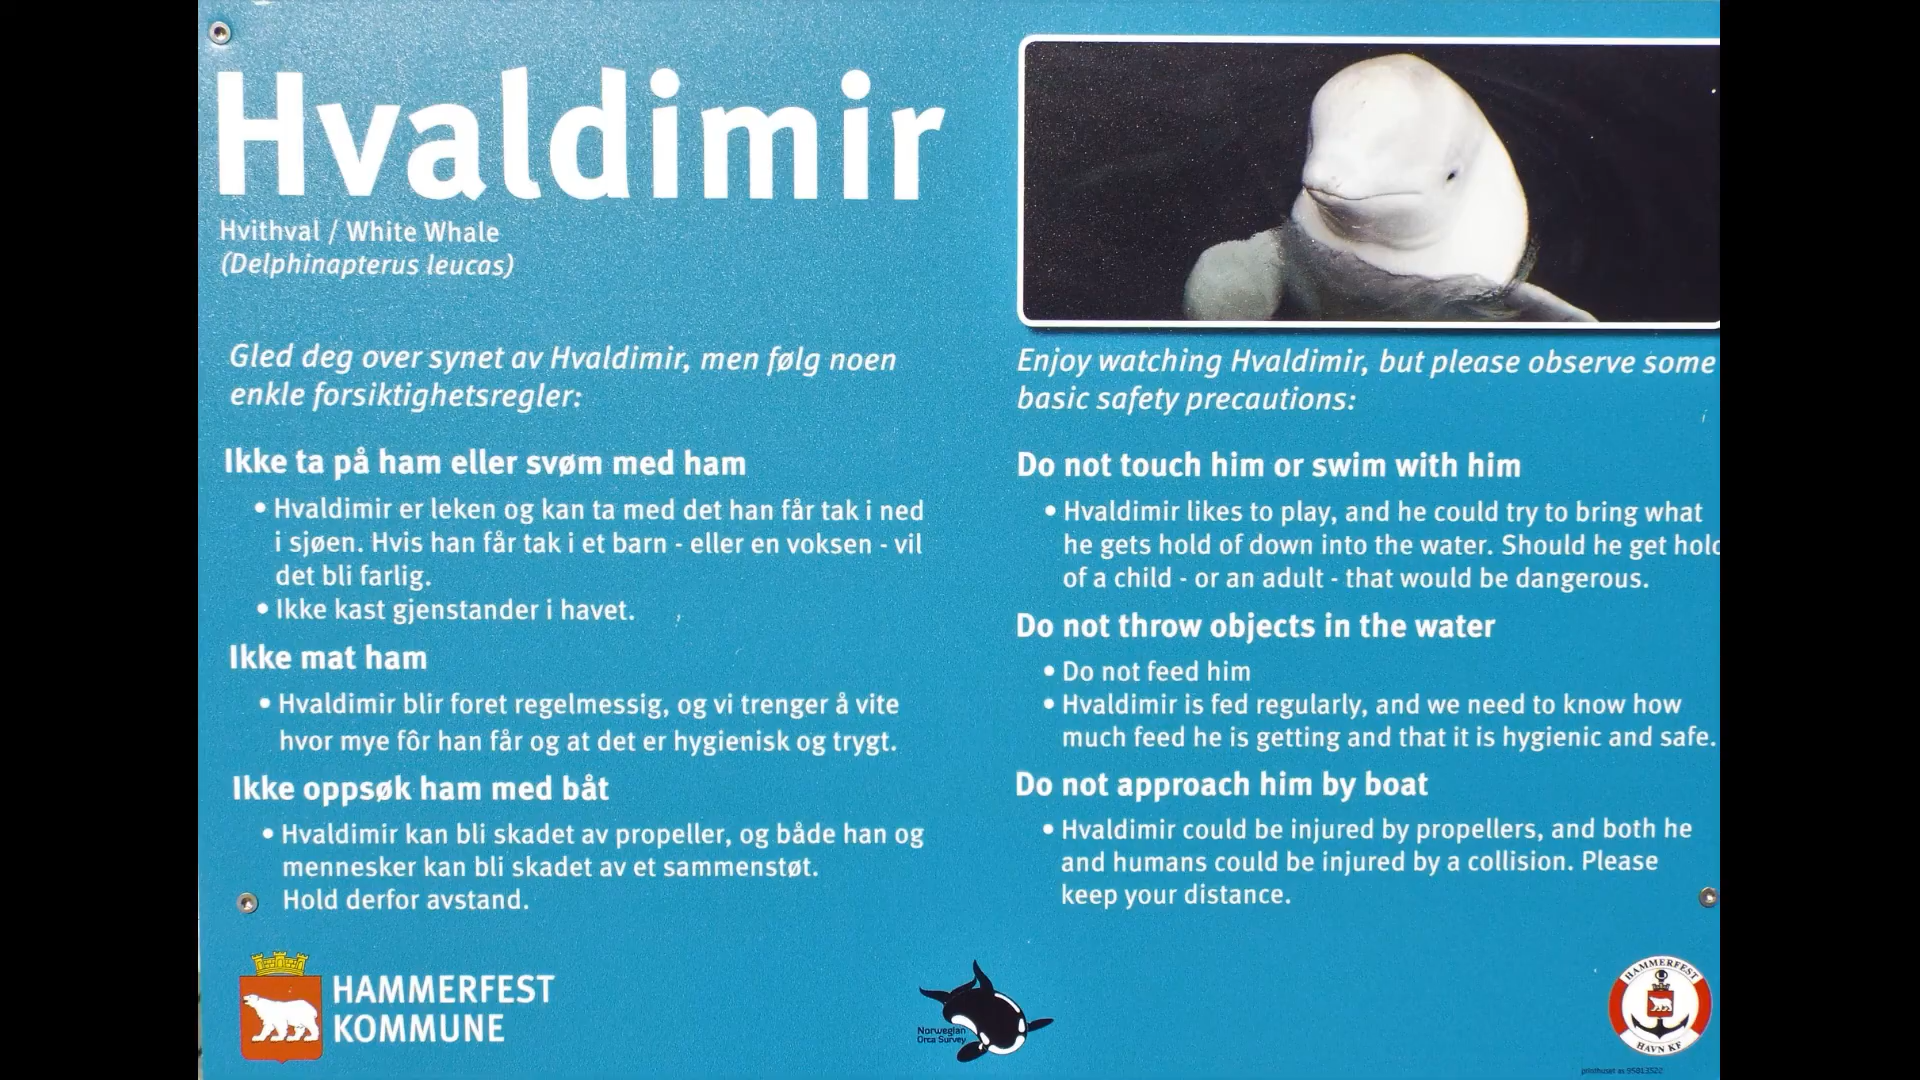 Hvaldimir
Hvithval / White Whale
(Delphinapterus leucas)
Gled deg over synet av Hvaldimir, men følg noen
enkle forsiktighetsregler:
Ikke ta på ham eller svøm med ham
• Hvaldimir er leken og kan ta med det han får tak i ned
i sjøen. Hvis han får tak i et barn - eller en voksen - vil
det bli farlig.
• Ikke kast gjenstander i havet.
Ikke mat ham
• Hvaldimir blir foret regelmessig, og vi trenger å vite
hvor mye fôr han får og at det er hygienisk og trygt.
Ikke oppsøk ham med båt
• Hvaldimir kan bli skadet av propeller, og både han og
mennesker kan bli skadet av et sammenstøt.
Hold derfor avstand.
Enjoy watching Hvaldimir, but please observe some
basic safety precautions:
Do not touch him or swim with him
• Hvaldimir likes to play, and he could try to bring what
he gets hold of down into the water. Should he get hold
of a child - or an adult - that would be dangerous.
Do not throw objects in the water
• Do not feed him
• Hvaldimir is fed regularly, and we need to know how
much feed he is getting and that it is hygienic and safe.
Do not approach him by boat
• Hvaldimir could be injured by propellers, and both he
and humans could be injured by a collision. Please
keep your distance.
HAMMERFEST
KOMMUNE
Norwegian
Orca Survey
HAMMERFEST
HAVN KF